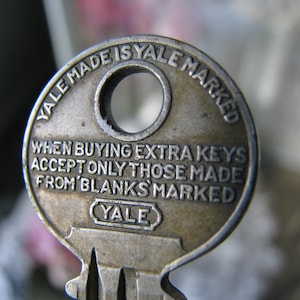 YALE MADE IS YALE MARKED
WHEN BUYING EXTRA KEYS
ACCEPT ONLY THOSE MADE
FROM BLANKS MARKED
YALE